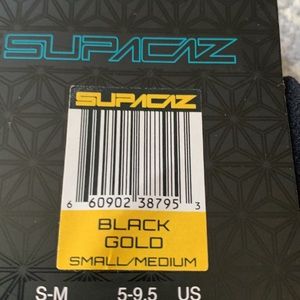 SUPACAZ
SUPACAZ
6 60902 38795 3
BLACK
GOLD
SMALL/MEDIUM
S-M 5-9.5 US